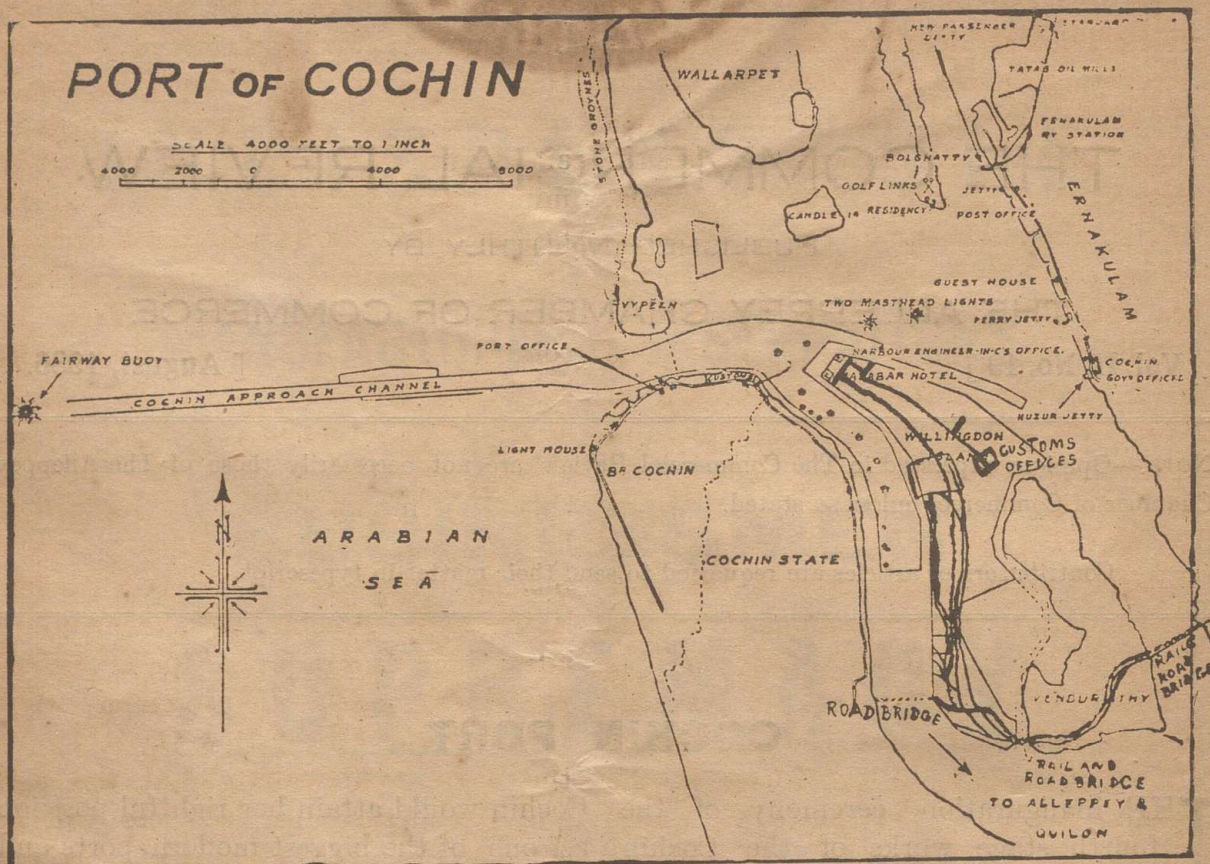 PORT OF COCHIN
SCALE 4000 FEET TO 1 INCH
4000 2000 0 4000 8000
STONE GROYNES
WALLARPET
NEW PASSENGER
JETTY
TATAS OIL MILLS
ERNAKULAM
RY STATION
BOLGHATTY
GOLF LINKS
JETTY
CANDLE IS
RESIDENCY
POST OFFICE
ERNAKULAM
GUEST HOUSE
VYPEEN
TWO MASTHEAD LIGHTS
FERRY JETTY
PORT OFFICE
FAIRWAY BUOY
HARBOUR ENGINEER-IN-C'S OFFICE.
MALABAR HOTEL
COCHIN
GOVT OFFICES
COCHIN APPROACH CHANNEL
HUZUR JETTY
LIGHT HOUSE
BR COCHIN
WILLINGDON
ISLAND
CUSTOMS
OFFICES
N
ARABIAN
SEA
COCHIN STATE
RAIL &
ROAD
BRIDGE
VENDURUTHY
ROAD BRIDGE
RAIL AND
ROAD BRIDGE
TO ALLEPPEY &
QUILON